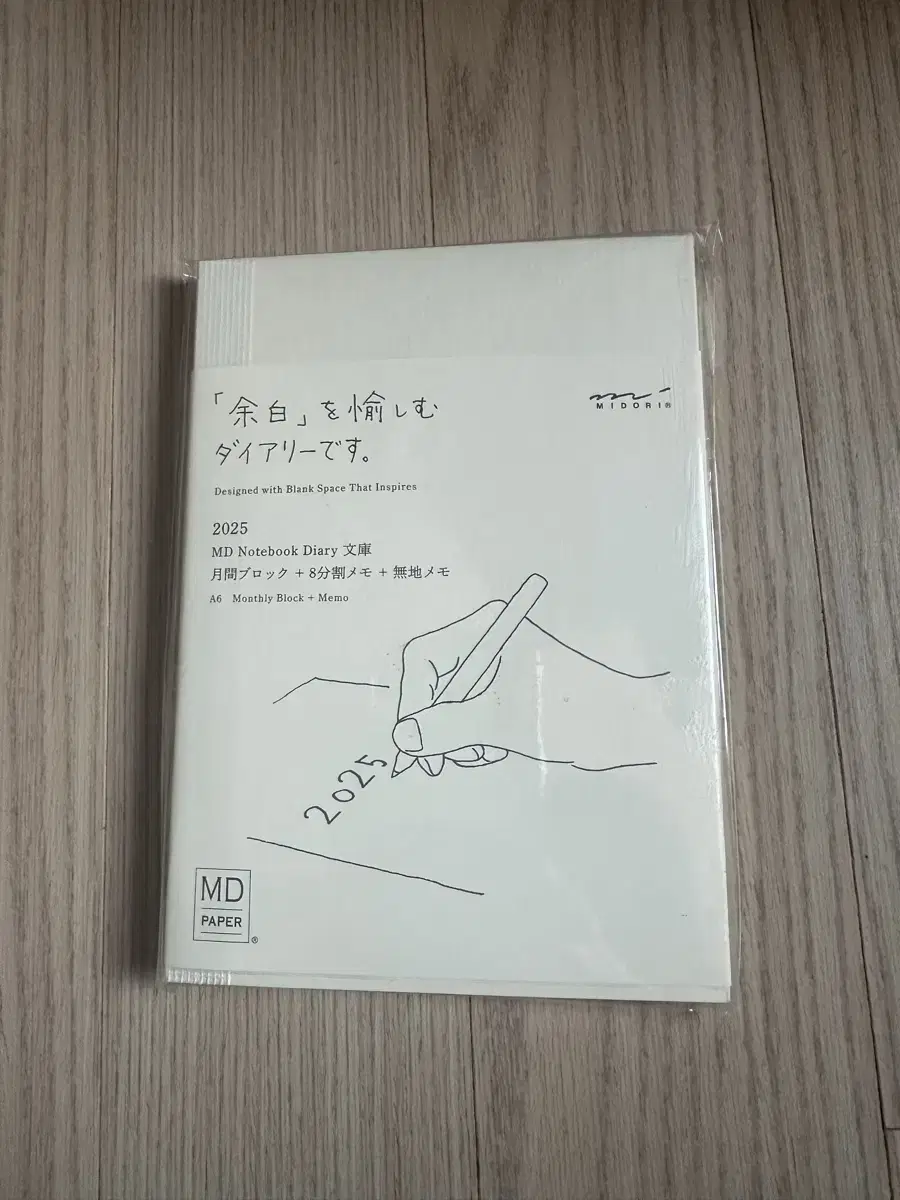 「余白」を愉しむ
ダイアリーです。
MIDORI®
Designed with Blank Space That Inspires
2025
MD Notebook Diary 文庫
月間ブロック + 8分割メモ + 無地メモ
A6 Monthly Block + Memo
2025
MD
PAPER
®